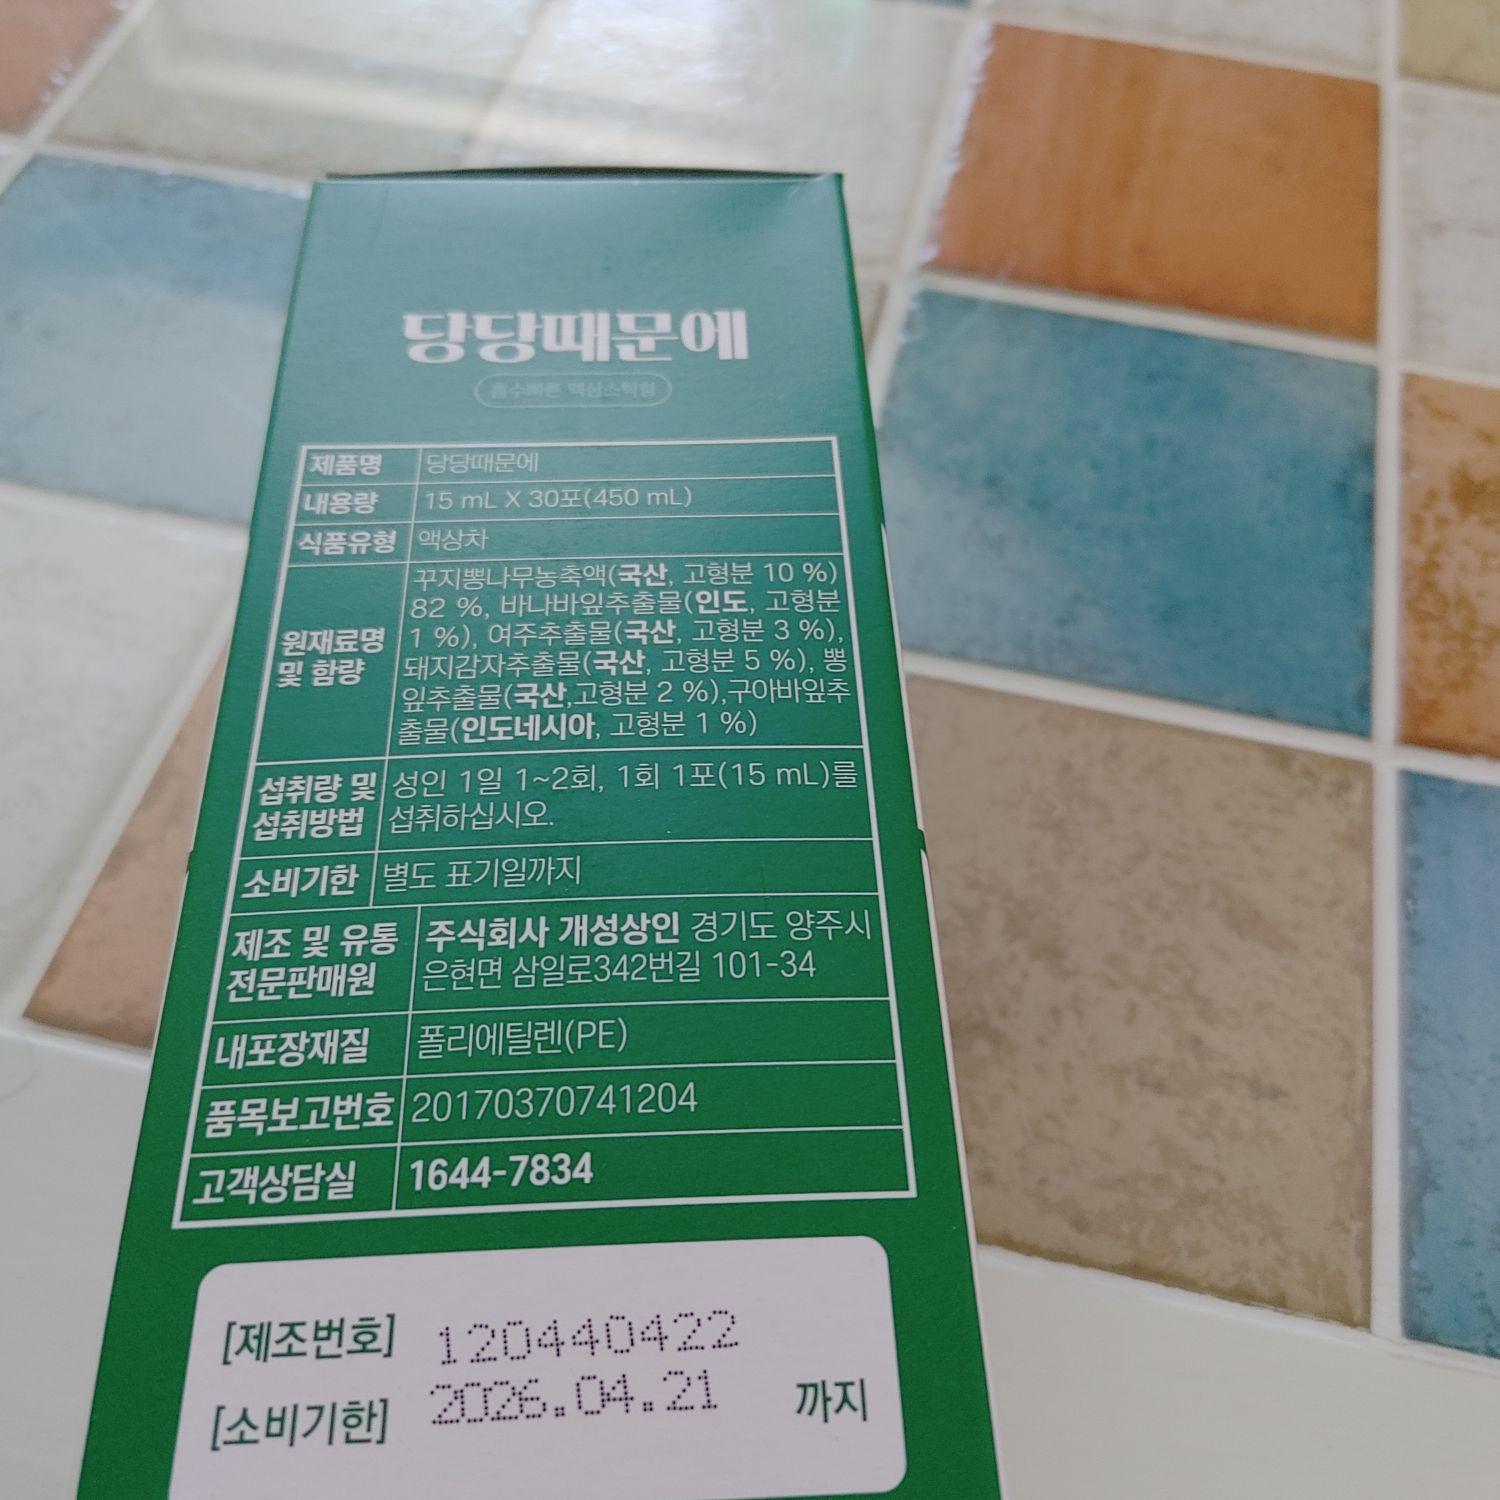 당당때문에
흡수빠른 액상스틱형
제품명 당당때문에
내용량 15 mL X 30포(450 mL)
식품유형 액상차
원재료명
및 함량
꾸지뽕나무농축액(국산, 고형분 10 %)
82 %, 바나바잎추출물(인도, 고형분
1 %), 여주추출물(국산, 고형분 3 %),
돼지감자추출물(국산, 고형분 5 %), 뽕
잎추출물(국산,고형분 2 %),구아바잎추
출물(인도네시아, 고형분 1 %)
섭취량 및
섭취방법
성인 1일 1~2회, 1회 1포(15 mL)를
섭취하십시오.
소비기한 별도 표기일까지
제조 및 유통
전문판매원
주식회사 개성상인 경기도 양주시
은현면 삼일로342번길 101-34
내포장재질 폴리에틸렌(PE)
품목보고번호 20170370741204
고객상담실 1644-7834
[제조번호] 120440422
[소비기한] 2026.04.21 까지